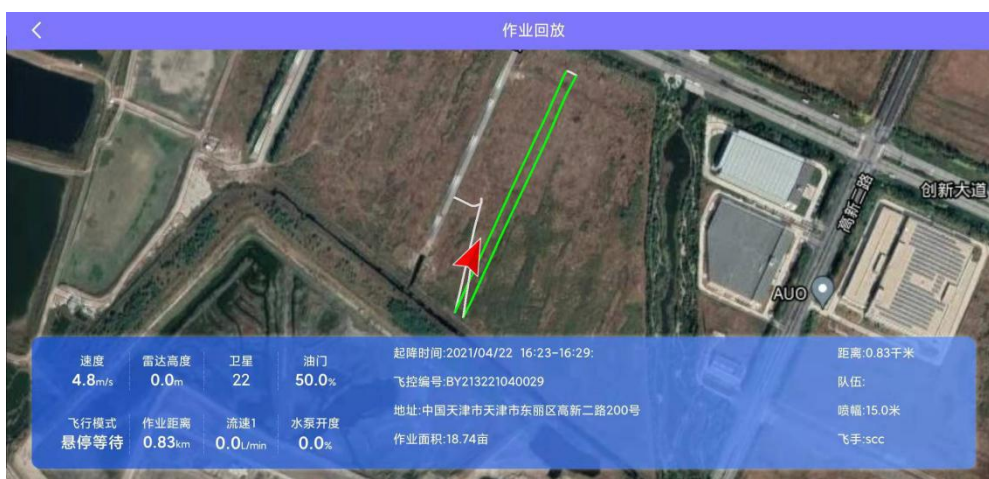 作业回放
创新大道
高新二路
AUO
速度
4.8m/s
雷达高度
0.0m
卫星
22
油门
50.0%
飞行模式
悬停等待
作业距离
0.83km
流速1
0.0L/min
水泵开度
0.0%
起降时间:2021/04/22 16:23-16:29:
飞控编号:BY213221040029
地址:中国天津市天津市东丽区高新二路200号
作业面积:18.74亩
距离:0.83千米
队伍:
喷幅:15.0米
飞手:scc